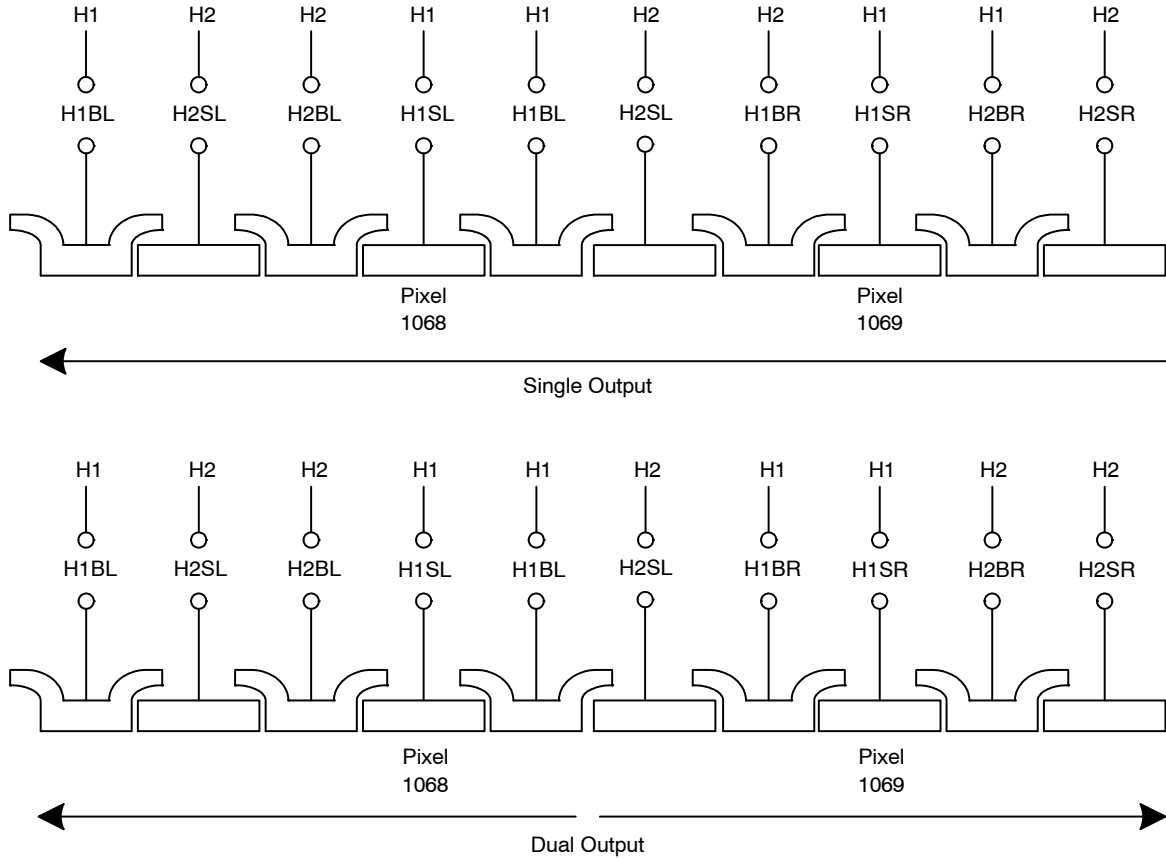 H1 H2 H2 H1 H1 H2 H2 H1 H1 H2
H1BL H2SL H2BL H1SL H1BL H2SL H1BR H1SR H2BR H2SR
Pixel Pixel
1068 1069
Single Output
H1 H2 H2 H1 H1 H2 H1 H1 H2 H2
H1BL H2SL H2BL H1SL H1BL H2SL H1BR H1SR H2BR H2SR
Pixel Pixel
1068 1069
Dual Output